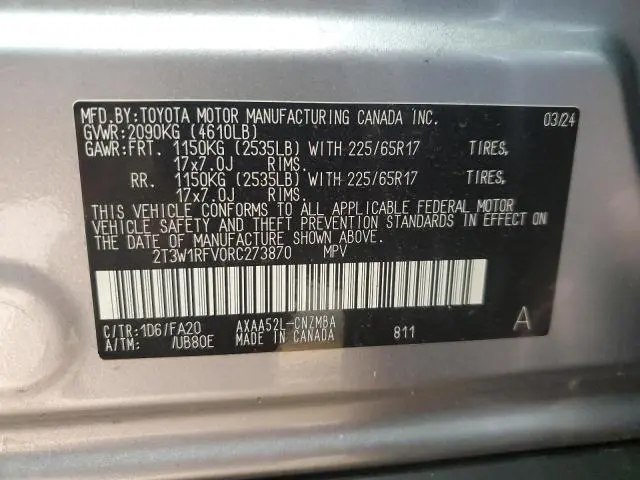 MFD.BY:TOYOTA MOTOR MANUFACTURING CANADA INC. 03/24
GVWR:2090KG (4610LB)
GAWR:FRT. 1150KG (2535LB) WITH 225/65R17 TIRES,
17x7.0J RIMS.
RR. 1150KG (2535LB) WITH 225/65R17 TIRES,
17x7.0J RIMS.
THIS VEHICLE CONFORMS TO ALL APPLICABLE FEDERAL MOTOR
VEHICLE SAFETY AND THEFT PREVENTION STANDARDS IN EFFECT ON
THE DATE OF MANUFACTURE SHOWN ABOVE.
2T3W1RFV0RC273870 MPV
C/TR:1D6/FA20 AXAA52L-CNZMBA
A/TM: /UB80E MADE IN CANADA 811 A